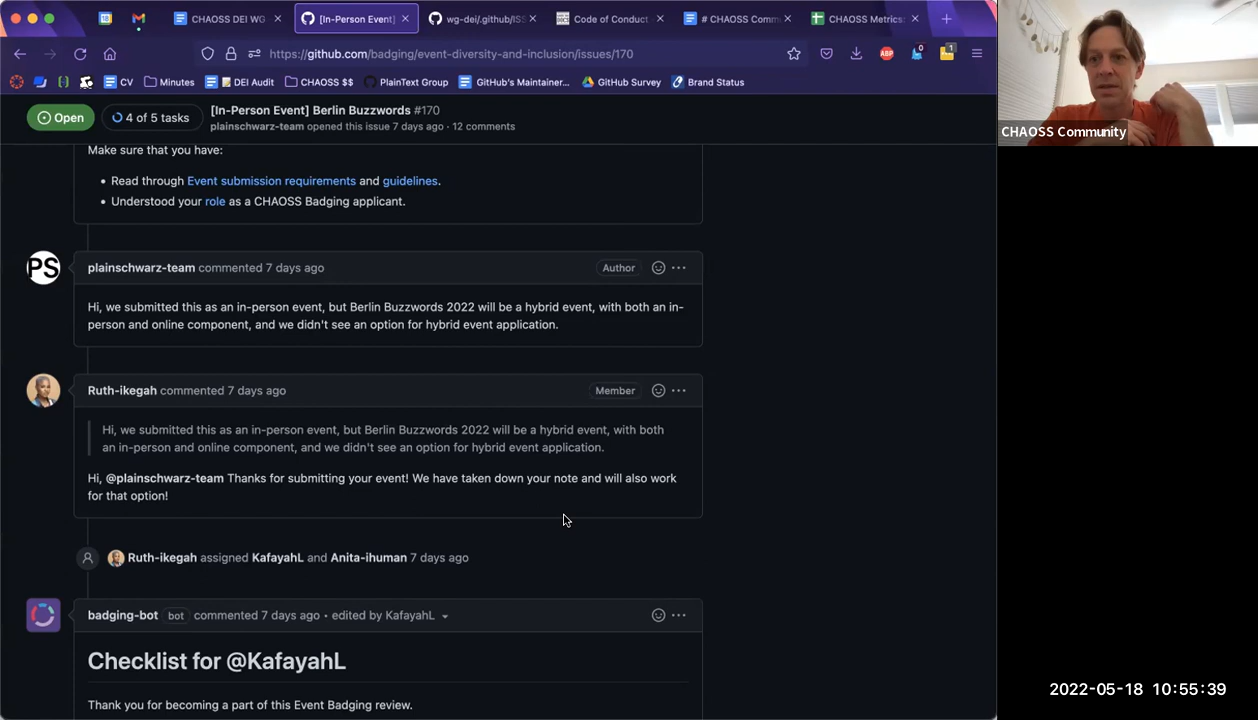 CHAOSS DEI WG
[In-Person Event]
wg-dei/.github/ISS
Code of Conduct
# CHAOSS Comm
CHAOSS Metrics:
https://github.com/badging/event-diversity-and-inclusion/issues/170
ABP
0
1
CV
Minutes
DEI Audit
CHAOSS $$
PlainText Group
GitHub's Maintainer...
GitHub Survey
Brand Status
Open
4 of 5 tasks
[In-Person Event] Berlin Buzzwords #170
plainschwarz-team opened this issue 7 days ago · 12 comments
Make sure that you have:
• Read through Event submission requirements and guidelines.
• Understood your role as a CHAOSS Badging applicant.
PS
plainschwarz-team commented 7 days ago
Author
Hi, we submitted this as an in-person event, but Berlin Buzzwords 2022 will be a hybrid event, with both an in-
person and online component, and we didn't see an option for hybrid event application.
Ruth-ikegah commented 7 days ago
Member
Hi, we submitted this as an in-person event, but Berlin Buzzwords 2022 will be a hybrid event, with both
an in-person and online component, and we didn't see an option for hybrid event application.
Hi, @plainschwarz-team Thanks for submitting your event! We have taken down your note and will also work
for that option!
Ruth-ikegah assigned KafayahL and Anita-ihuman 7 days ago
badging-bot bot commented 7 days ago • edited by KafayahL
Checklist for @KafayahL
Thank you for becoming a part of this Event Badging review.
CHAOSS Community
2022-05-18 10:55:39